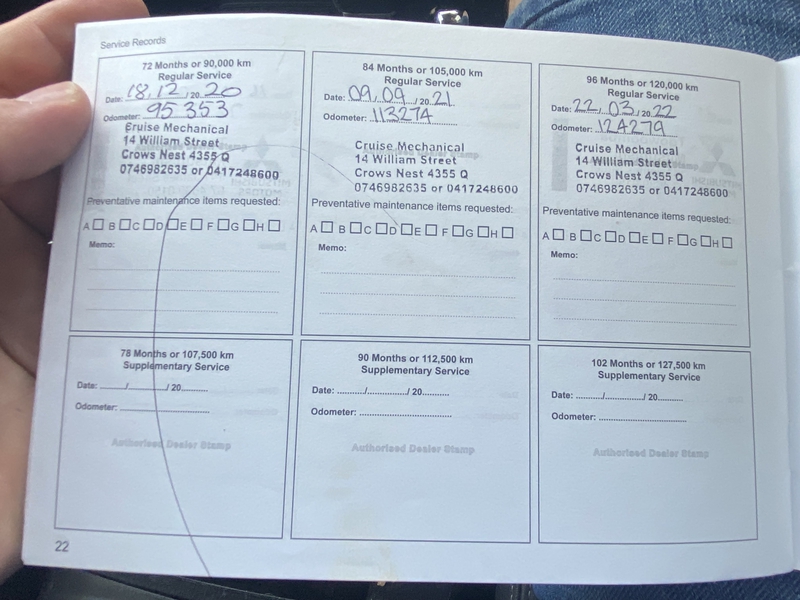 Service Records
72 Months or 90,000 km
Regular Service
Date: 18, 12, 20 20
Odometer: 95 353
Cruise Mechanical
14 William Street
Crows Nest 4355 Q
0746982635 or 0417248600
Preventative maintenance items requested:
A B C D E F G H
Memo:
84 Months or 105,000 km
Regular Service
Date: 09, 09 / 20 21
Odometer: 113274
Cruise Mechanical
14 William Street
Crows Nest 4355 Q
0746982635 or 0417248600
Preventative maintenance items requested:
A B C D E F G H
Memo:
96 Months or 120,000 km
Regular Service
Date: 22, 03, 20 22
Odometer: 124279
Cruise Mechanical
14 William Street
Crows Nest 4355 Q
0746982635 or 0417248600
Preventative maintenance items requested:
A B C D E F G H
Memo:
78 Months or 107,500 km
Supplementary Service
Date: ......../............../ 20..........
Odometer: ................................
Authorised Dealer Stamp
90 Months or 112,500 km
Supplementary Service
Date: .........../................/ 20...........
Odometer: .................................
Authorised Dealer Stamp
102 Months or 127,500 km
Supplementary Service
Date: ........./.............../ 20..........
Odometer: ................................
Authorised Dealer Stamp
22